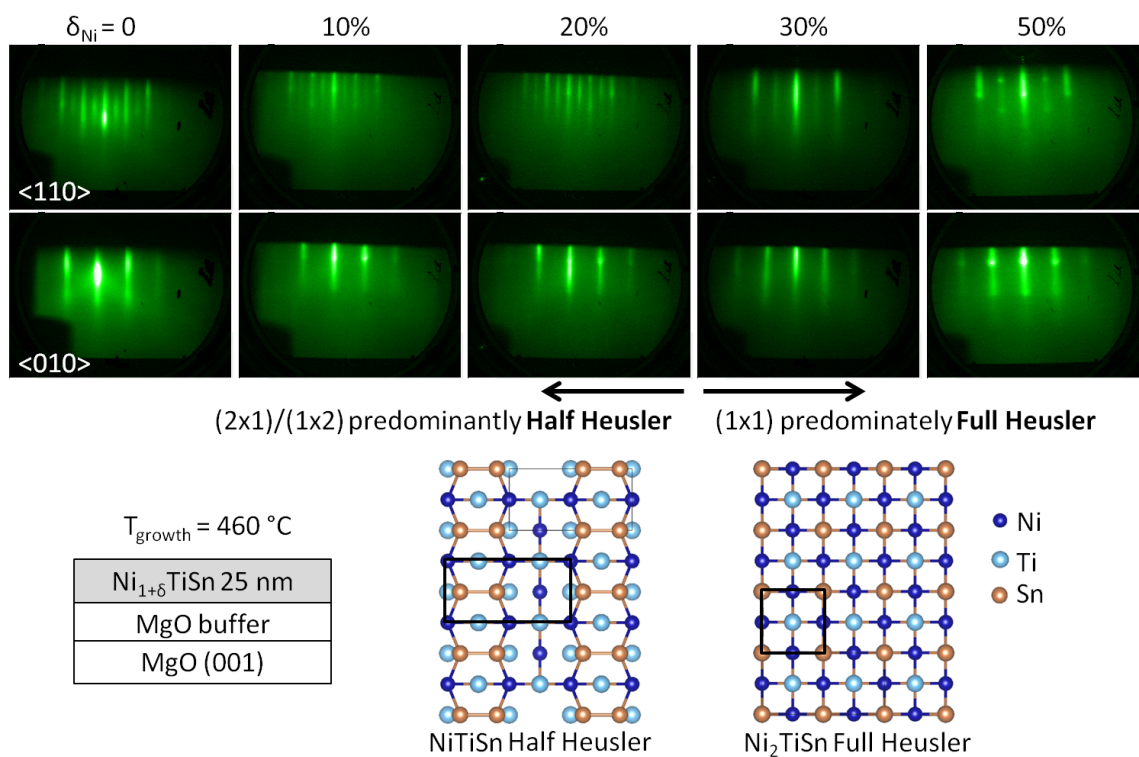 δNi = 0 10% 20% 30% 50%
<110>
<010>
(2x1)/(1x2) predominantly Half Heusler
(1x1) predominately Full Heusler
Tgrowth = 460 °C
Ni1+δTiSn 25 nm
MgO buffer
MgO (001)
Ni
Ti
Sn
NiTiSn Half Heusler
Ni2TiSn Full Heusler